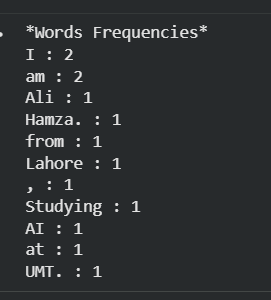 *Words Frequencies*
I : 2
am : 2
Ali : 1
Hamza. : 1
from : 1
Lahore : 1
, : 1
Studying : 1
AI : 1
at : 1
UMT. : 1